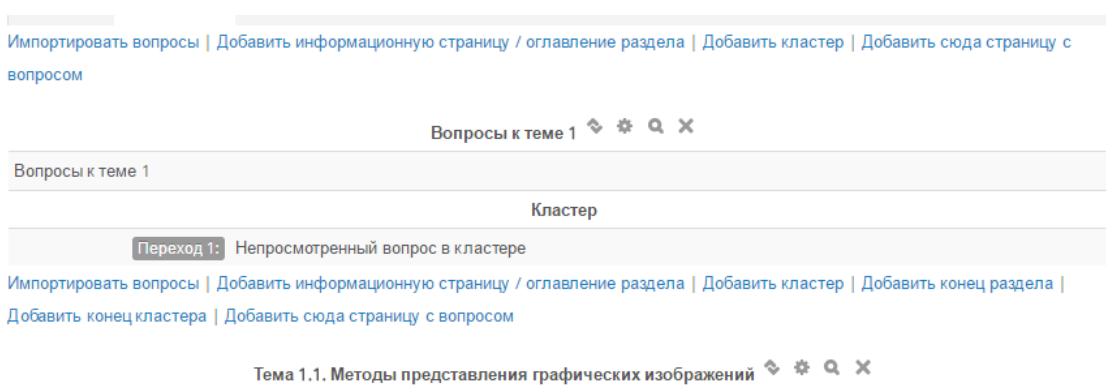 Импортировать вопросы | Добавить информационную страницу / оглавление раздела | Добавить кластер | Добавить сюда страницу с
вопросом
Вопросы к теме 1
Вопросы к теме 1
Кластер
Переход 1: Непросмотренный вопрос в кластере
Импортировать вопросы | Добавить информационную страницу / оглавление раздела | Добавить кластер | Добавить конец раздела |
Добавить конец кластера | Добавить сюда страницу с вопросом
Тема 1.1. Методы представления графических изображений